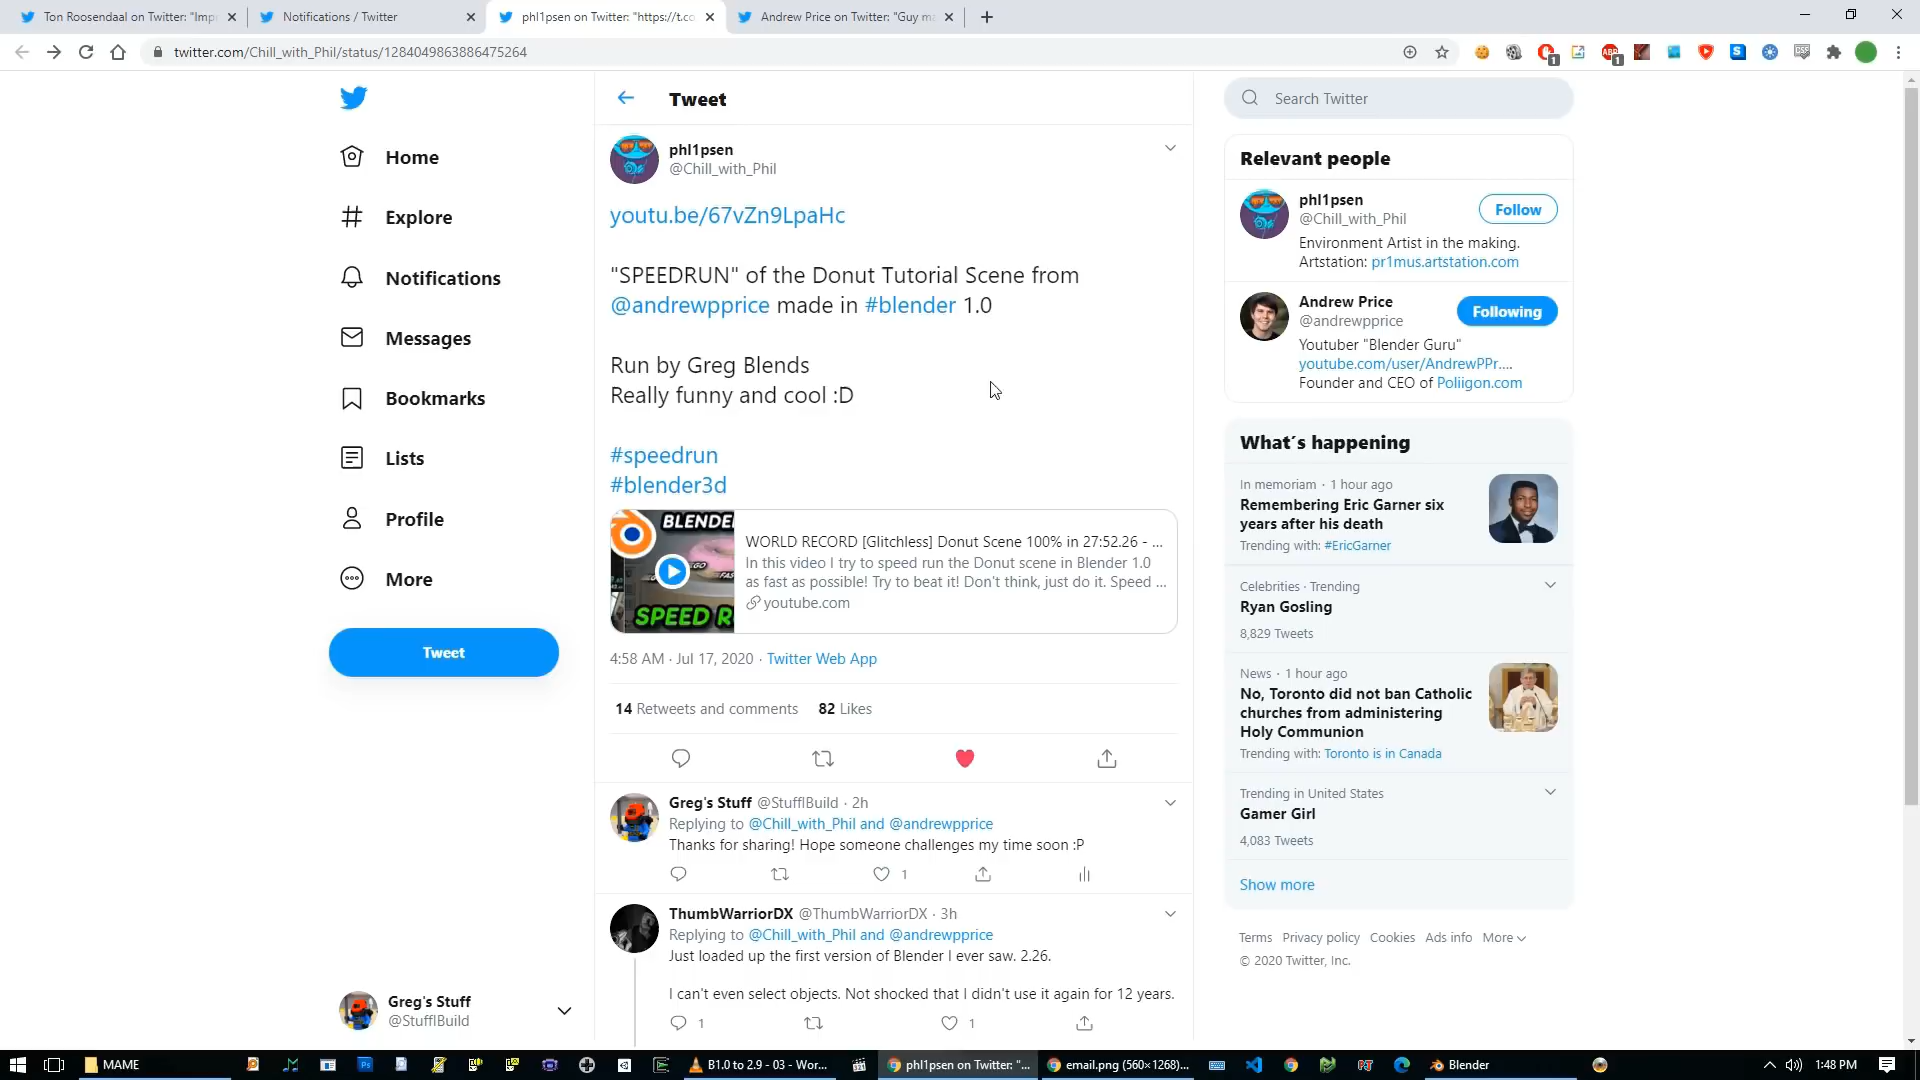 Ton Roosendaal on Twitter: "Imp
Notifications / Twitter
phl1psen on Twitter: "https://t.co
Andrew Price on Twitter: "Guy ma
twitter.com/Chill_with_Phil/status/1284049863886475264
Home
Explore
Notifications
Messages
Bookmarks
Lists
Profile
More
Tweet
Greg's Stuff
@StuffIBuild
Tweet
phl1psen
@Chill_with_Phil
youtu.be/67vZn9LpaHc
"SPEEDRUN" of the Donut Tutorial Scene from
@andrewpprice made in #blender 1.0
Run by Greg Blends
Really funny and cool :D
#speedrun
#blender3d
BLENDE
SPEED R
WORLD RECORD [Glitchless] Donut Scene 100% in 27:52.26 - ...
In this video I try to speed run the Donut scene in Blender 1.0
as fast as possible! Try to beat it! Don't think, just do it. Speed ...
youtube.com
4:58 AM · Jul 17, 2020 · Twitter Web App
14 Retweets and comments 82 Likes
Greg's Stuff @StuffIBuild · 2h
Replying to @Chill_with_Phil and @andrewpprice
Thanks for sharing! Hope someone challenges my time soon :P
1
ThumbWarriorDX @ThumbWarriorDX · 3h
Replying to @Chill_with_Phil and @andrewpprice
Just loaded up the first version of Blender I ever saw. 2.26.
I can't even select objects. Not shocked that I didn't use it again for 12 years.
1 1
Search Twitter
Relevant people
phl1psen
@Chill_with_Phil
Follow
Environment Artist in the making.
Artstation: pr1mus.artstation.com
Andrew Price
@andrewpprice
Following
Youtuber "Blender Guru"
youtube.com/user/AndrewPPr....
Founder and CEO of Poliigon.com
What's happening
In memoriam · 1 hour ago
Remembering Eric Garner six
years after his death
Trending with: #EricGarner
Celebrities · Trending
Ryan Gosling
8,829 Tweets
News · 1 hour ago
No, Toronto did not ban Catholic
churches from administering
Holy Communion
Trending with: Toronto is in Canada
Trending in United States
Gamer Girl
4,083 Tweets
Show more
Terms Privacy policy Cookies Ads info More
© 2020 Twitter, Inc.
MAME
B1.0 to 2.9 - 03 - Wor...
phl1psen on Twitter: "...
email.png (560×1268)...
Blender
1:48 PM